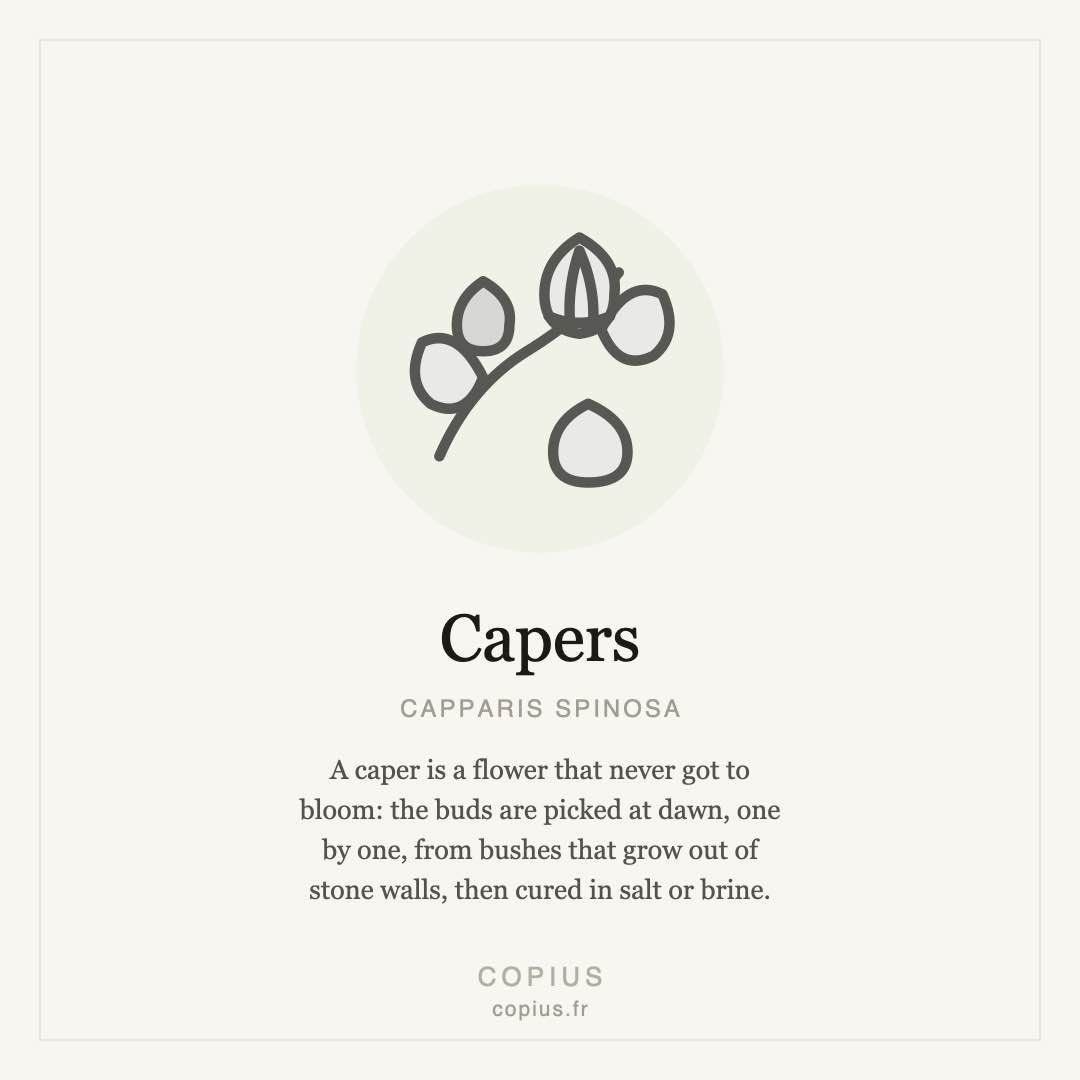 Capers
CAPPARIS SPINOSA
A caper is a flower that never got to
bloom: the buds are picked at dawn, one
by one, from bushes that grow out of
stone walls, then cured in salt or brine.
COPIUS
copius.fr